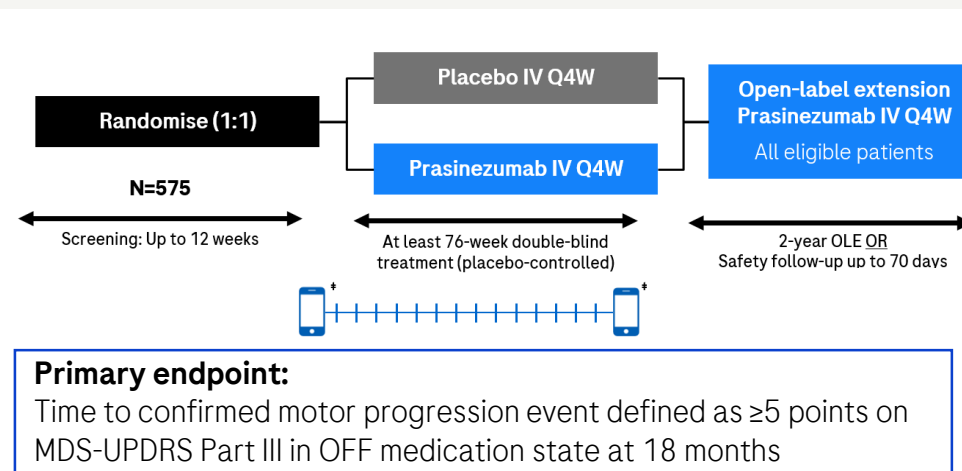 Placebo IV Q4W
Randomise (1:1)
Prasinezumab IV Q4W
Open-label extension
Prasinezumab IV Q4W
All eligible patients
N=575
Screening: Up to 12 weeks
At least 76-week double-blind
treatment (placebo-controlled)
2-year OLE OR
Safety follow-up up to 70 days
ǂ
ǂ
Primary endpoint:
Time to confirmed motor progression event defined as ≥5 points on
MDS-UPDRS Part III in OFF medication state at 18 months